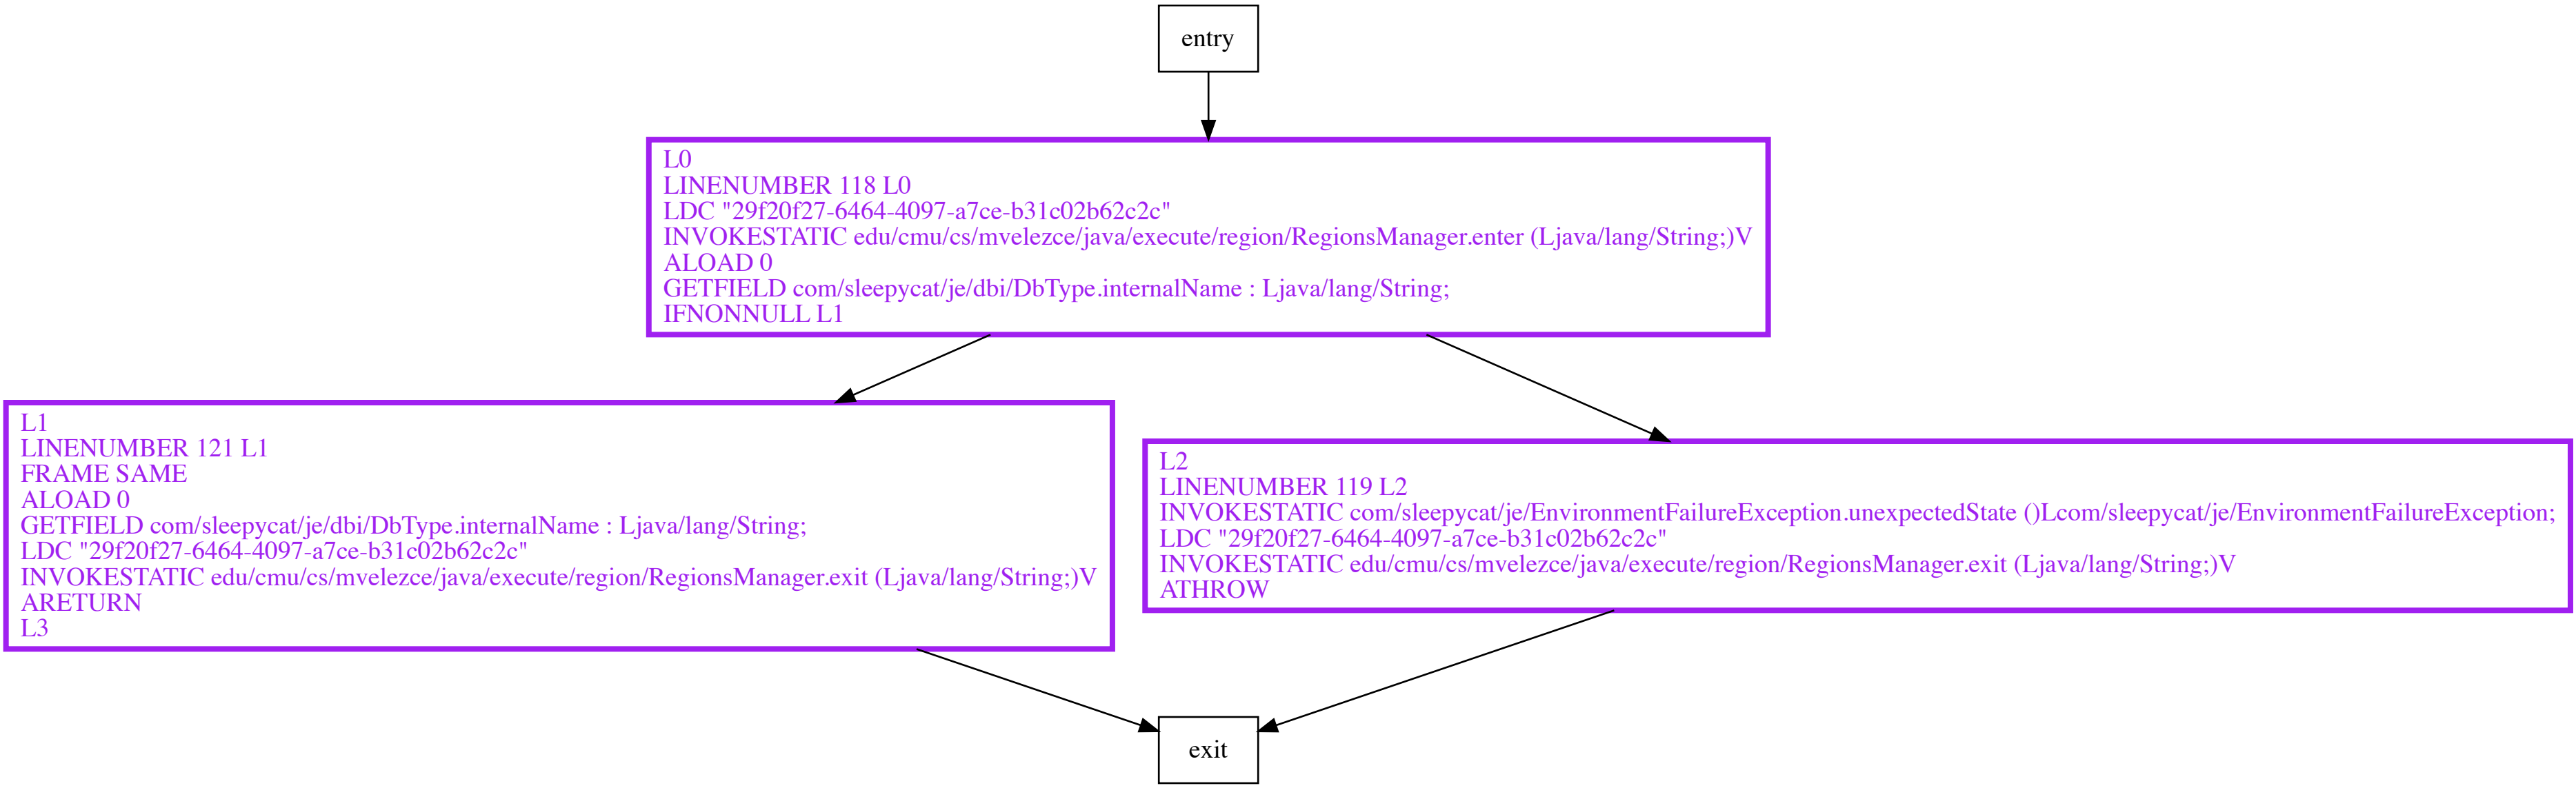 entry
L0
LINENUMBER 118 L0
LDC "29f20f27-6464-4097-a7ce-b31c02b62c2c"
INVOKESTATIC edu/cmu/cs/mvelezce/java/execute/region/RegionsManager.enter (Ljava/lang/String;)V
ALOAD 0
GETFIELD com/sleepycat/je/dbi/DbType.internalName : Ljava/lang/String;
IFNONNULL L1
L1
LINENUMBER 121 L1
FRAME SAME
ALOAD 0
GETFIELD com/sleepycat/je/dbi/DbType.internalName : Ljava/lang/String;
LDC "29f20f27-6464-4097-a7ce-b31c02b62c2c"
INVOKESTATIC edu/cmu/cs/mvelezce/java/execute/region/RegionsManager.exit (Ljava/lang/String;)V
ARETURN
L3
L2
LINENUMBER 119 L2
INVOKESTATIC com/sleepycat/je/EnvironmentFailureException.unexpectedState ()Lcom/sleepycat/je/EnvironmentFailureException;
LDC "29f20f27-6464-4097-a7ce-b31c02b62c2c"
INVOKESTATIC edu/cmu/cs/mvelezce/java/execute/region/RegionsManager.exit (Ljava/lang/String;)V
ATHROW
exit